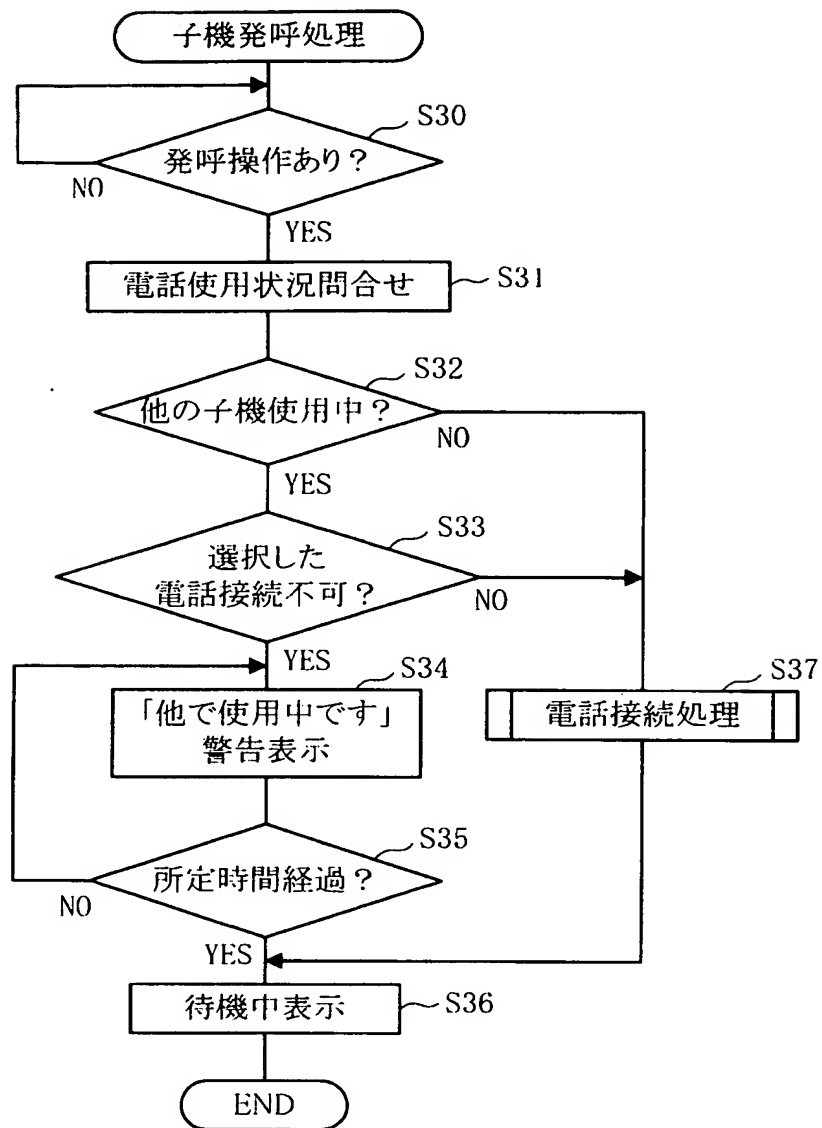 子機発呼処理
S30
発呼操作あり？
NO
YES
電話使用状況問合せ
S31
S32
他の子機使用中？
NO
YES
S33
選択した
電話接続不可？
NO
YES
S34
「他で使用中です」
警告表示
S37
電話接続処理
S35
所定時間経過？
NO
YES
待機中表示
S36
END